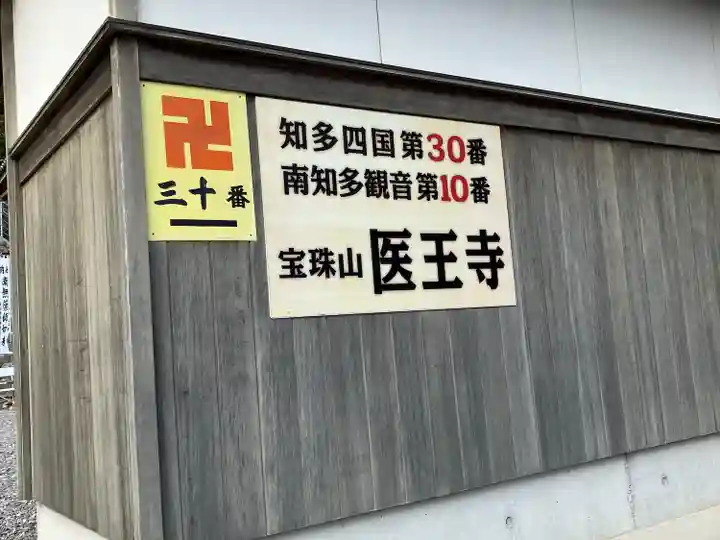 卍
三十番
知多四国第30番
南知多観音第10番
宝珠山 医王寺